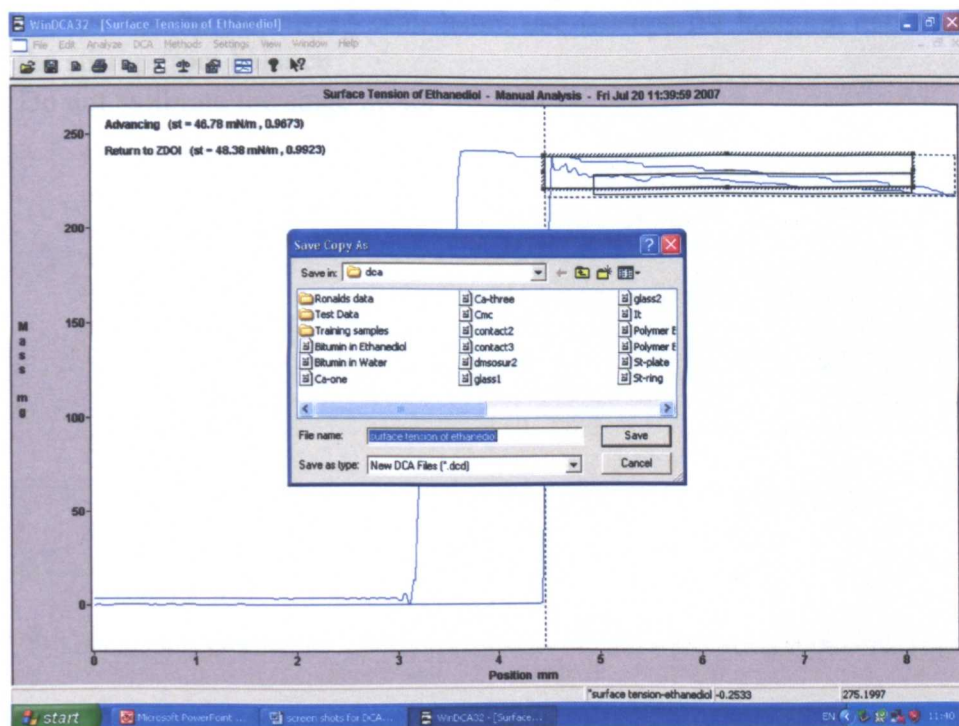 WinDCA32 - [Surface Tension of Ethanediol]
File Edit Analyze DCA Methods Settings View Window Help
Surface Tension of Ethanediol - Manual Analysis - Fri Jul 20 11:39:59 2007
Advancing (st = 46.78 mN/m , 0.9673)
Return to ZDOI (st = 48.38 mN/m , 0.9923)
250
200
150
100
50
0
Mass mg
Save Copy As
Save in: dca
Ronalds data
Test Data
Training samples
Bitumin in Ethanediol
Bitumin in Water
Ca-one
Ca-three
Cmc
contact2
contact3
dmsosur2
glass1
glass2
It
Polymer E
Polymer E
St-plate
St-ring
File name: surface tension of ethanediol
Save
Save as type: New DCA Files (*.dcd)
Cancel
0 1 2 3 4 5 6 7 8
Position mm
"surface tension-ethanediol -0.2533 275.1997
start Microsoft PowerPoint ... screen shots for DCA... WinDCA32 - [Surface... EN 11:40